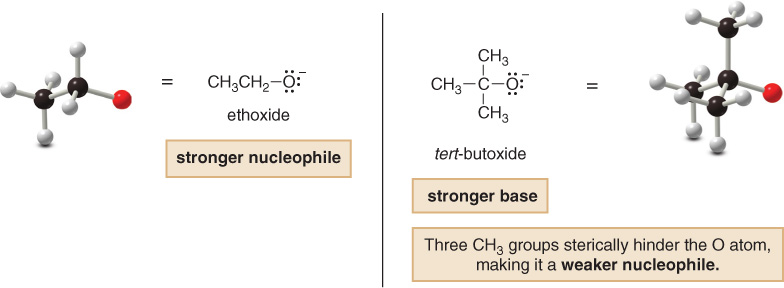 =
CH₃CH₂−Ö:⁻
ethoxide
stronger nucleophile
CH₃
CH₃−C−Ö:⁻
CH₃
=
tert-butoxide
stronger base
Three CH₃ groups sterically hinder the O atom,
making it a weaker nucleophile.